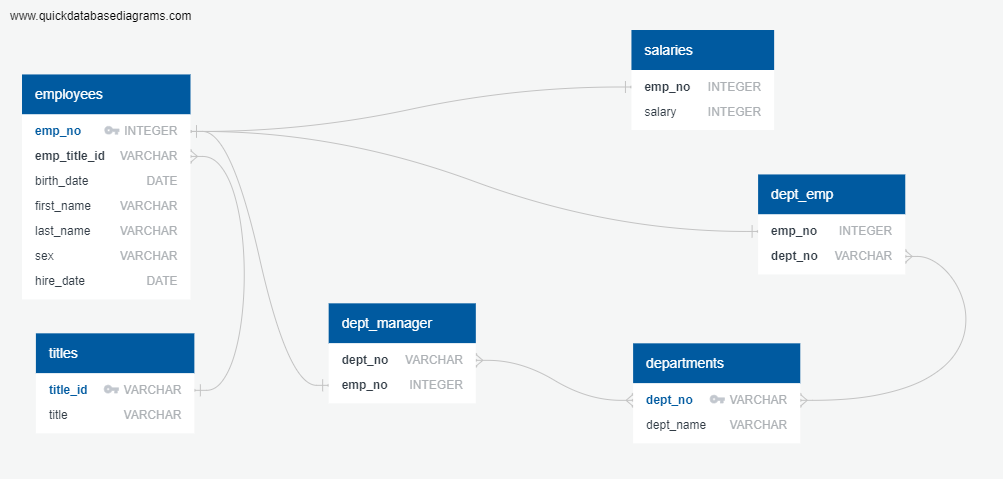 www.quickdatabasediagrams.com
employees
emp_no INTEGER
emp_title_id VARCHAR
birth_date DATE
first_name VARCHAR
last_name VARCHAR
sex VARCHAR
hire_date DATE
titles
title_id VARCHAR
title VARCHAR
dept_manager
dept_no VARCHAR
emp_no INTEGER
salaries
emp_no INTEGER
salary INTEGER
dept_emp
emp_no INTEGER
dept_no VARCHAR
departments
dept_no VARCHAR
dept_name VARCHAR